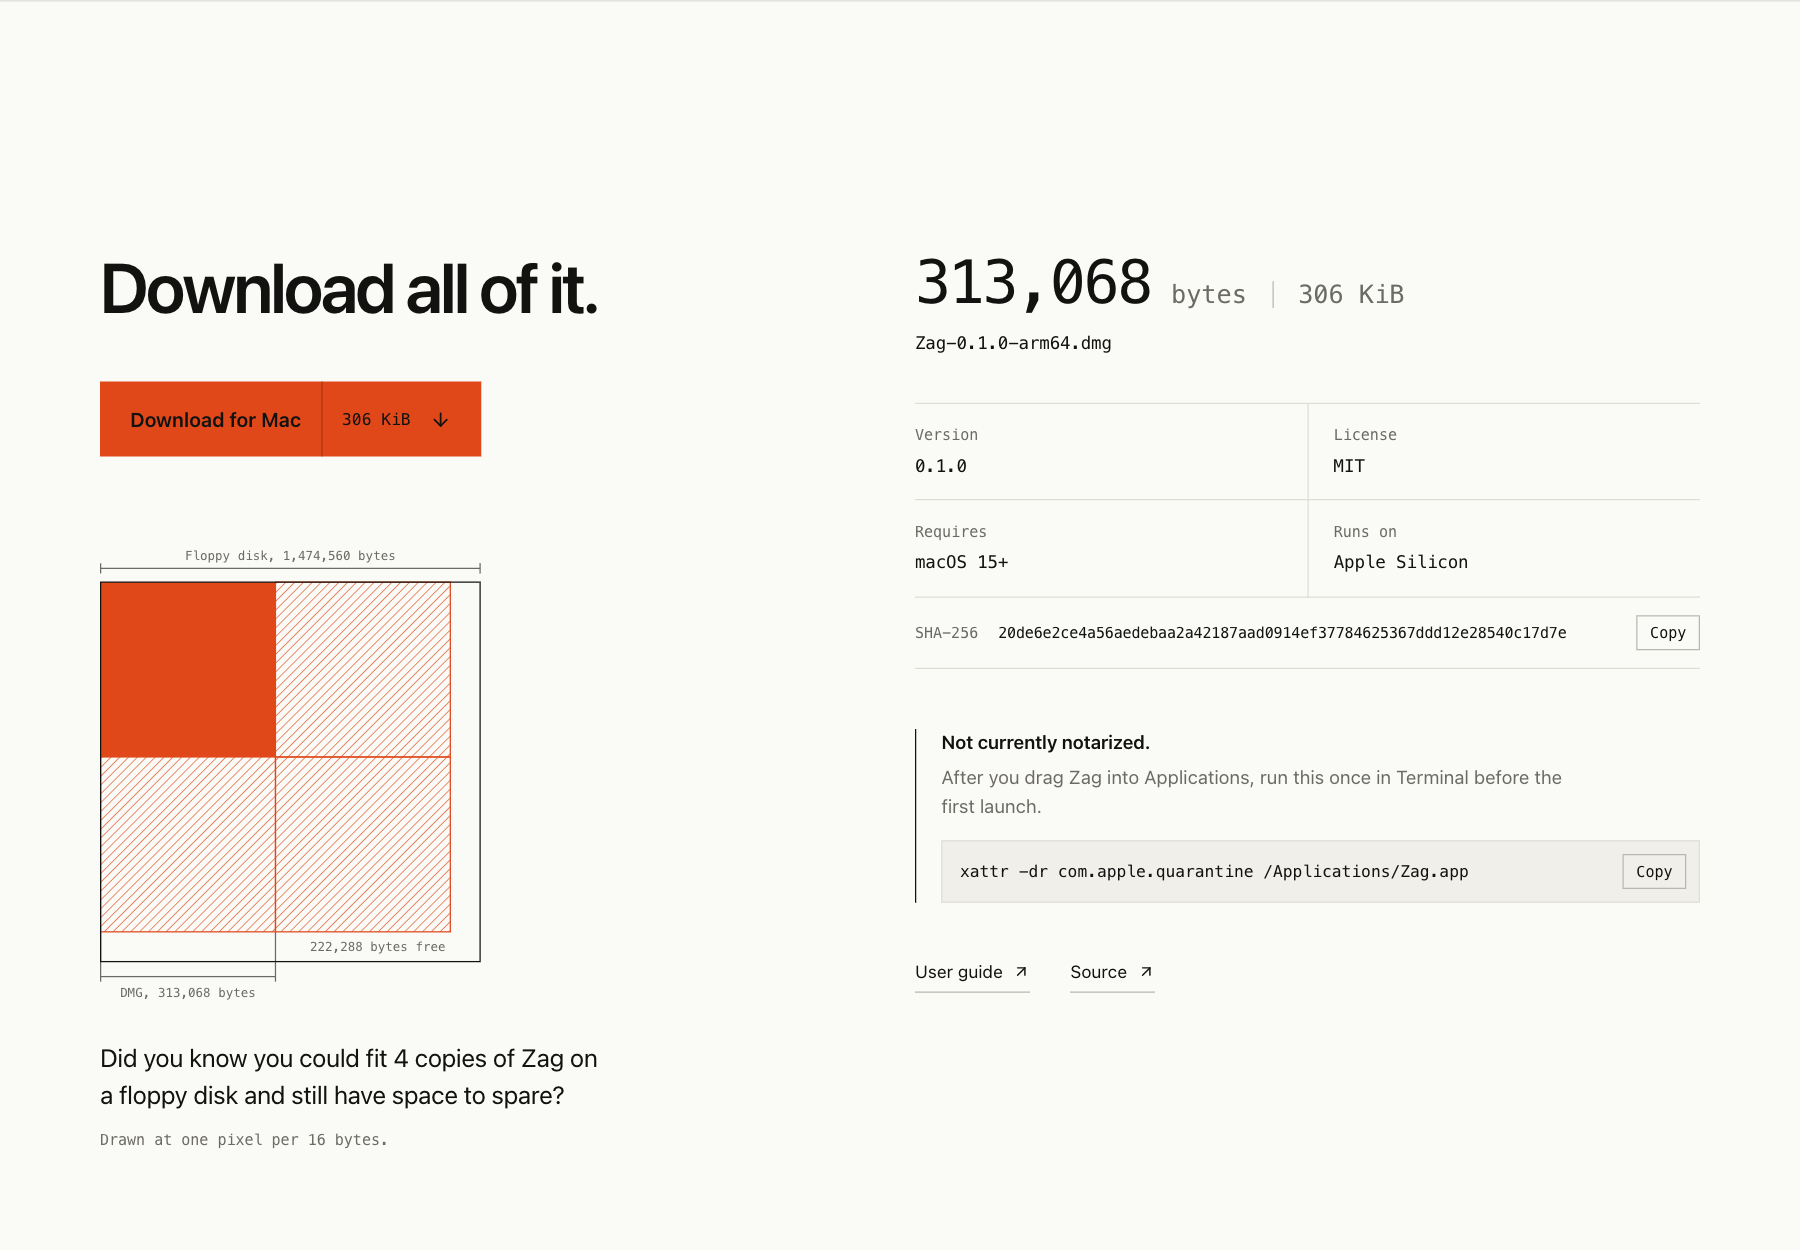 Download all of it.
Download for Mac 306 KiB ↓
Floppy disk, 1,474,560 bytes
222,288 bytes free
DMG, 313,068 bytes
Did you know you could fit 4 copies of Zag on
a floppy disk and still have space to spare?
Drawn at one pixel per 16 bytes.
313,068 bytes | 306 KiB
Zag-0.1.0-arm64.dmg
Version
0.1.0
License
MIT
Requires
macOS 15+
Runs on
Apple Silicon
SHA-256 20de6e2ce4a56aedebaa2a42187aad0914ef37784625367ddd12e28540c17d7e Copy
Not currently notarized.
After you drag Zag into Applications, run this once in Terminal before the
first launch.
xattr -dr com.apple.quarantine /Applications/Zag.app Copy
User guide ↗ Source ↗